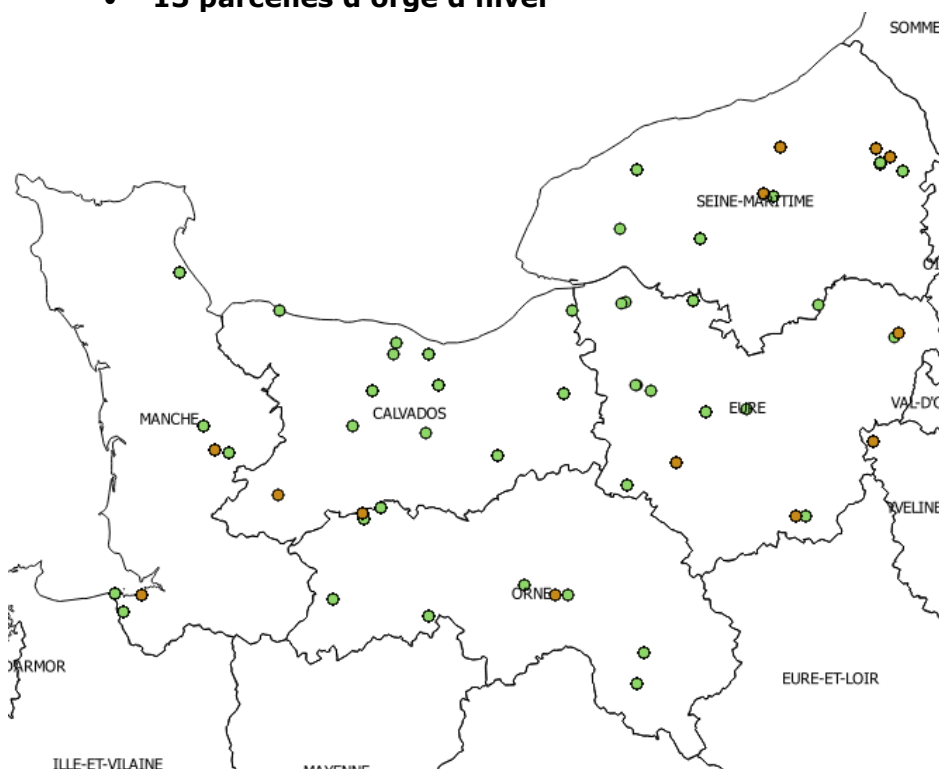 • 13 parcelles d'orge d'hiver
SOMME
SEINE-MARITIME
MANCHE
CALVADOS
EURE
VAL-D'O
YVELINE
ORNE
D'ARMOR
EURE-ET-LOIR
ILLE-ET-VILAINE
MAYENNE